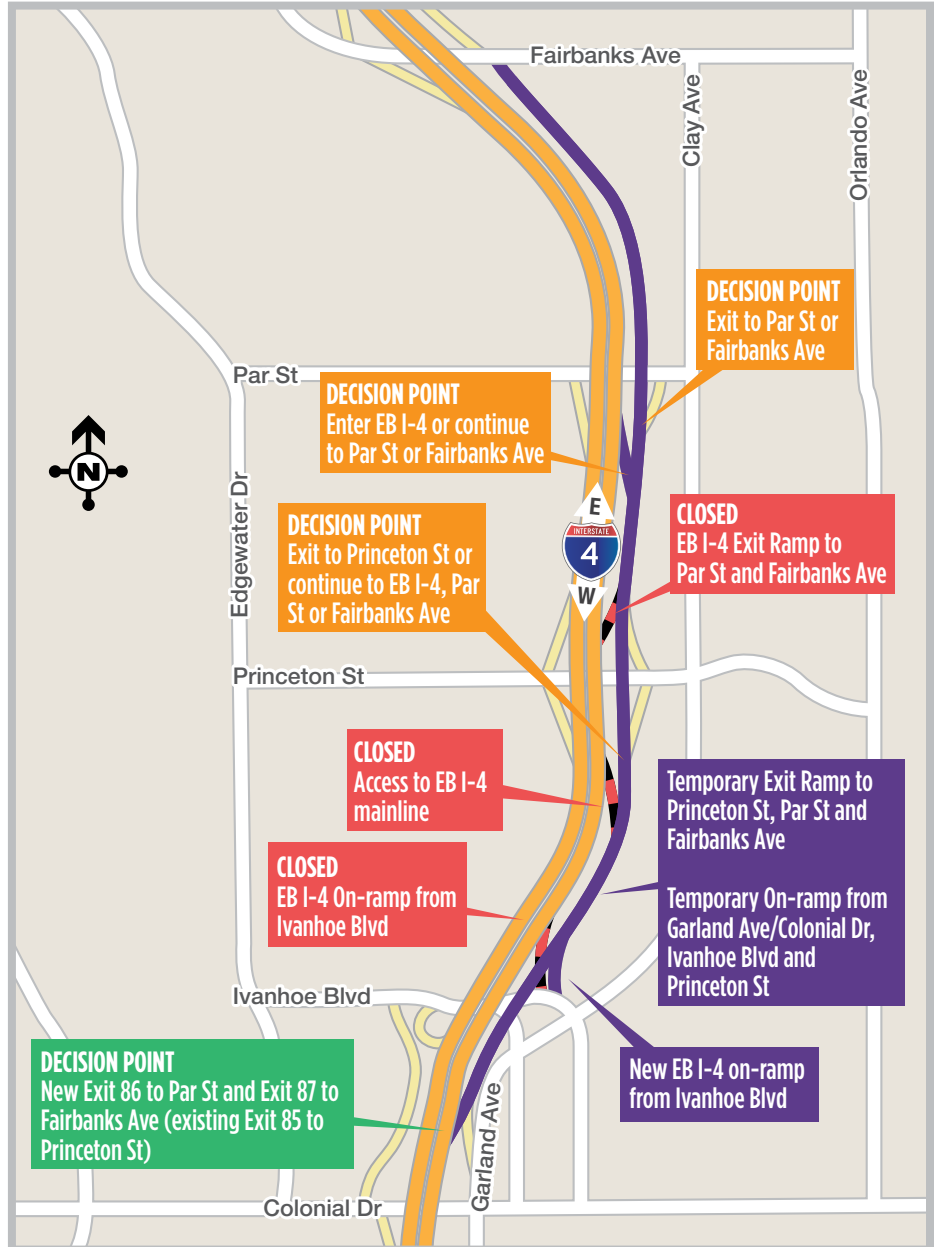 Fairbanks Ave
Clay Ave
Orlando Ave
DECISION POINT
Exit to Par St or
Fairbanks Ave
Par St
DECISION POINT
Enter EB I-4 or continue
to Par St or Fairbanks Ave
N
Edgewater Dr
E
INTERSTATE
4
W
CLOSED
EB I-4 Exit Ramp to
Par St and Fairbanks Ave
DECISION POINT
Exit to Princeton St or
continue to EB I-4, Par
St or Fairbanks Ave
Princeton St
CLOSED
Access to EB I-4
mainline
Temporary Exit Ramp to
Princeton St, Par St and
Fairbanks Ave
Temporary On-ramp from
Garland Ave/Colonial Dr,
Ivanhoe Blvd and
Princeton St
CLOSED
EB I-4 On-ramp from
Ivanhoe Blvd
Ivanhoe Blvd
DECISION POINT
New Exit 86 to Par St and Exit 87 to
Fairbanks Ave (existing Exit 85 to
Princeton St)
New EB I-4 on-ramp
from Ivanhoe Blvd
Garland Ave
Colonial Dr